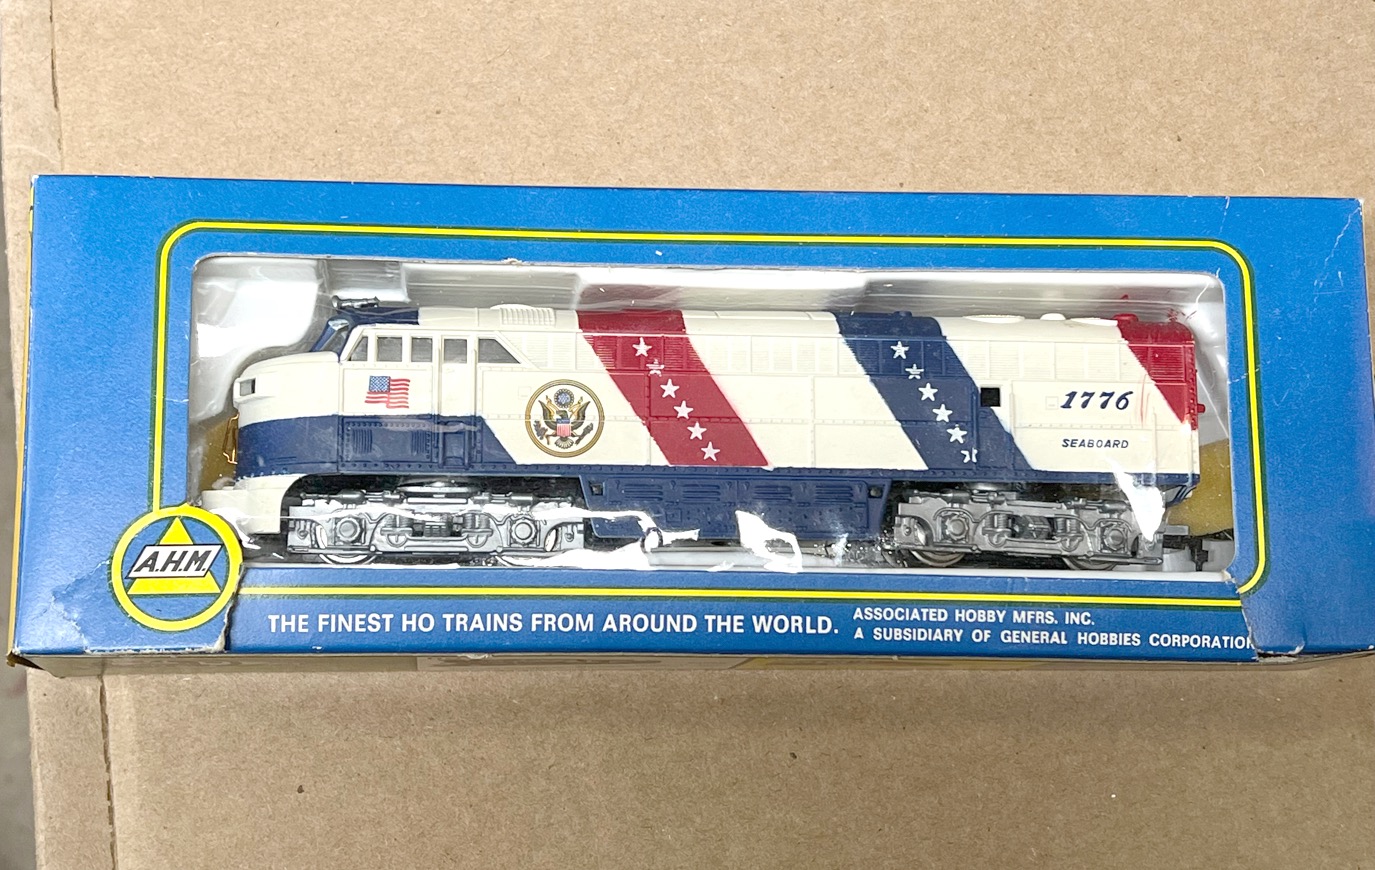 1776
SEABOARD
A.H.M.
THE FINEST HO TRAINS FROM AROUND THE WORLD.
ASSOCIATED HOBBY MFRS. INC.
A SUBSIDIARY OF GENERAL HOBBIES CORPORATION